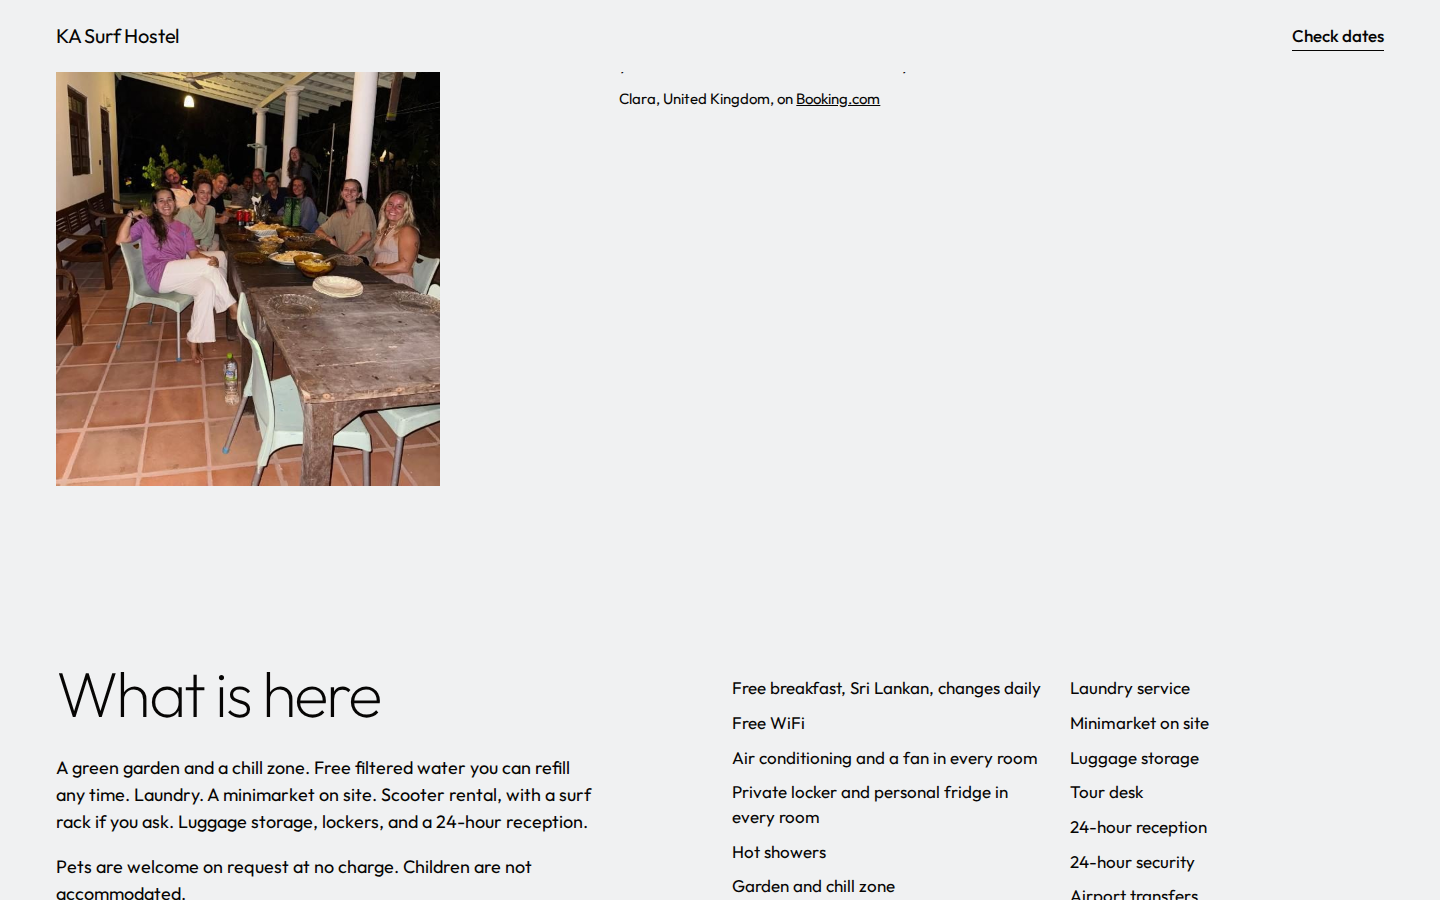 KA Surf Hostel
Check dates
Clara, United Kingdom, on Booking.com
What is here
A green garden and a chill zone. Free filtered water you can refill
any time. Laundry. A minimarket on site. Scooter rental, with a surf
rack if you ask. Luggage storage, lockers, and a 24-hour reception.
Pets are welcome on request at no charge. Children are not
accommodated.
Free breakfast, Sri Lankan, changes daily
Free WiFi
Air conditioning and a fan in every room
Private locker and personal fridge in
every room
Hot showers
Garden and chill zone
Laundry service
Minimarket on site
Luggage storage
Tour desk
24-hour reception
24-hour security
Airport transfers